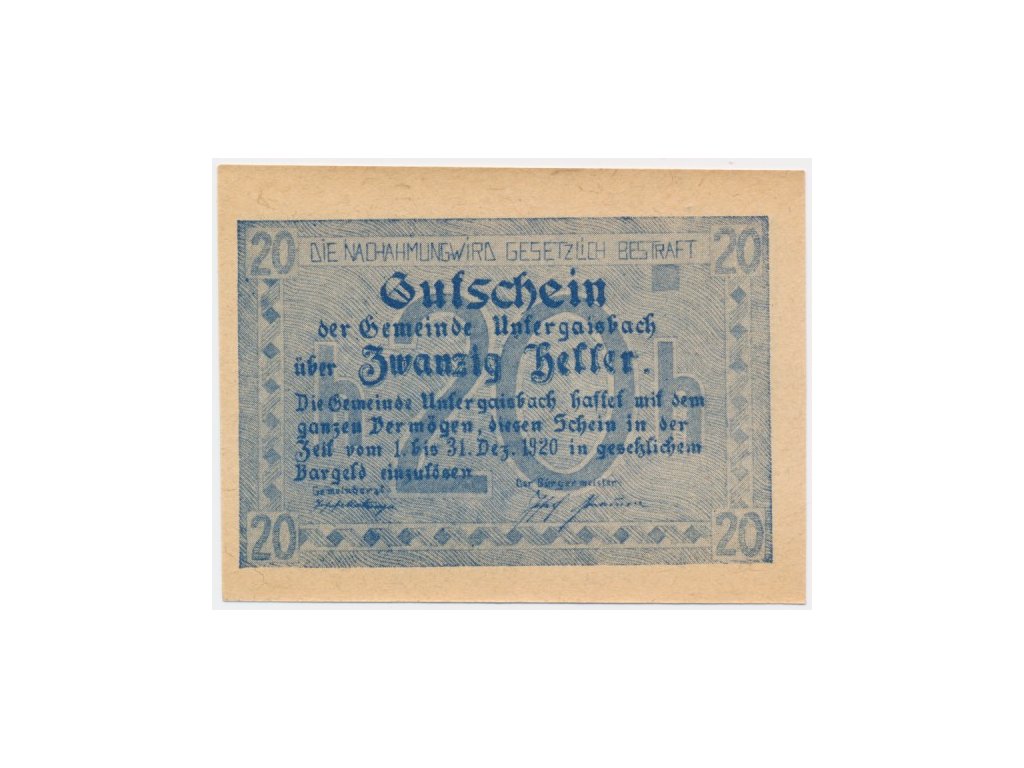 20 DIE NACHAHMUNG WIRD GESETZLICH BESTRAFT 20
Gutschein
der Gemeinde Untergaisbach
über Zwanzig Heller.
h 20 h
Die Gemeinde Untergaisbach haftet mit dem
ganzen Vermögen, diesen Schein in der
Zeit vom 1. bis 31. Dez. 1920 in gesetzlichem
Bargeld einzulösen
Gemeinderat: Der Bürgermeister:
20 20